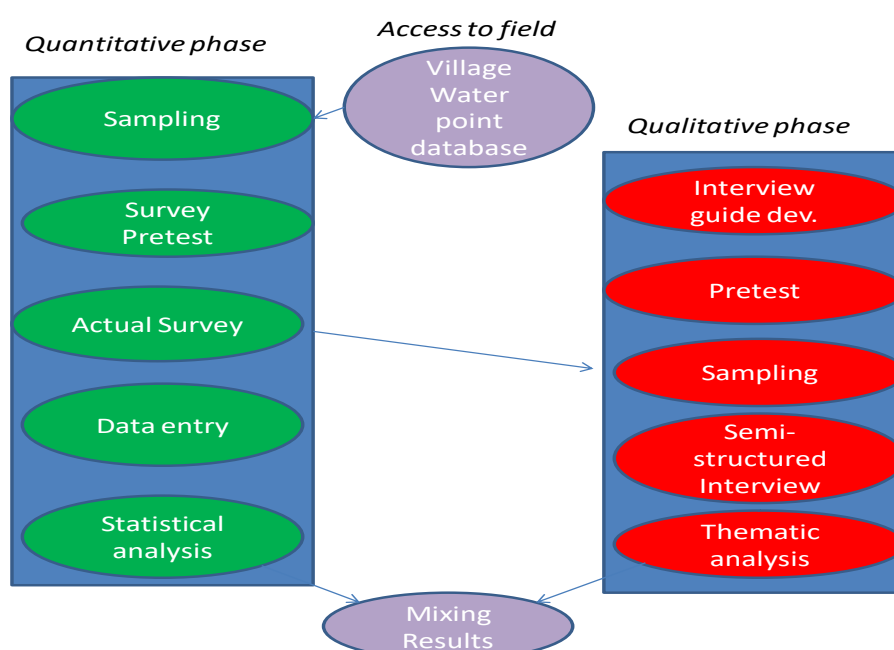 Quantitative phase
Sampling
Survey
Pretest
Actual Survey
Data entry
Statistical
analysis
Access to field
Village
Water
point
database
Qualitative phase
Interview
guide dev.
Pretest
Sampling
Semi-
structured
Interview
Thematic
analysis
Mixing
Results